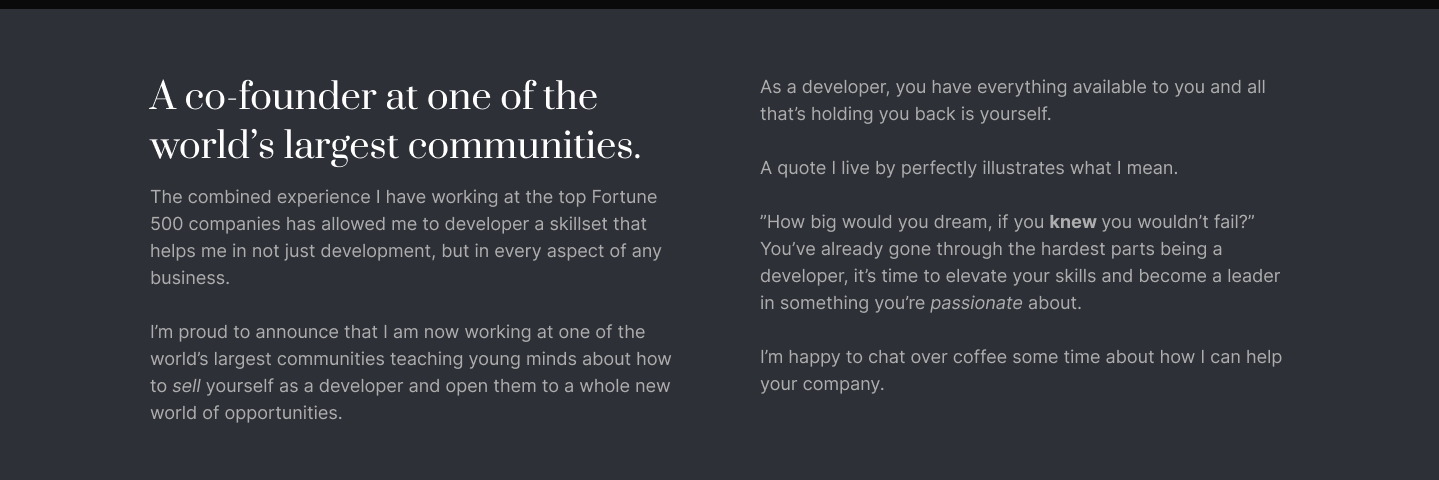 A co-founder at one of the
world’s largest communities.
The combined experience I have working at the top Fortune
500 companies has allowed me to developer a skillset that
helps me in not just development, but in every aspect of any
business.
I’m proud to announce that I am now working at one of the
world’s largest communities teaching young minds about how
to sell yourself as a developer and open them to a whole new
world of opportunities.
As a developer, you have everything available to you and all
that’s holding you back is yourself.
A quote I live by perfectly illustrates what I mean.
”How big would you dream, if you knew you wouldn’t fail?”
You’ve already gone through the hardest parts being a
developer, it’s time to elevate your skills and become a leader
in something you’re passionate about.
I’m happy to chat over coffee some time about how I can help
your company.